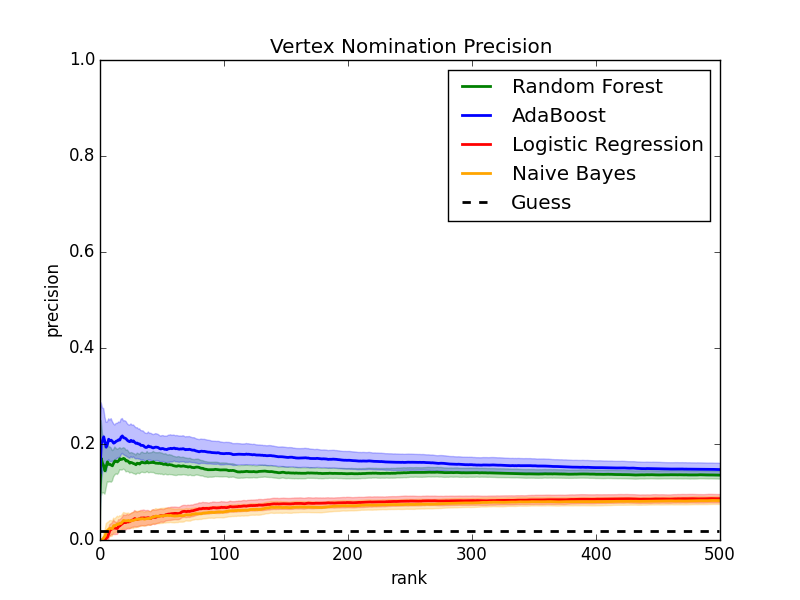 Vertex Nomination Precision
1.0
0.8
0.6
0.4
0.2
0.0
precision
Random Forest
AdaBoost
Logistic Regression
Naive Bayes
Guess
0 100 200 300 400 500
rank